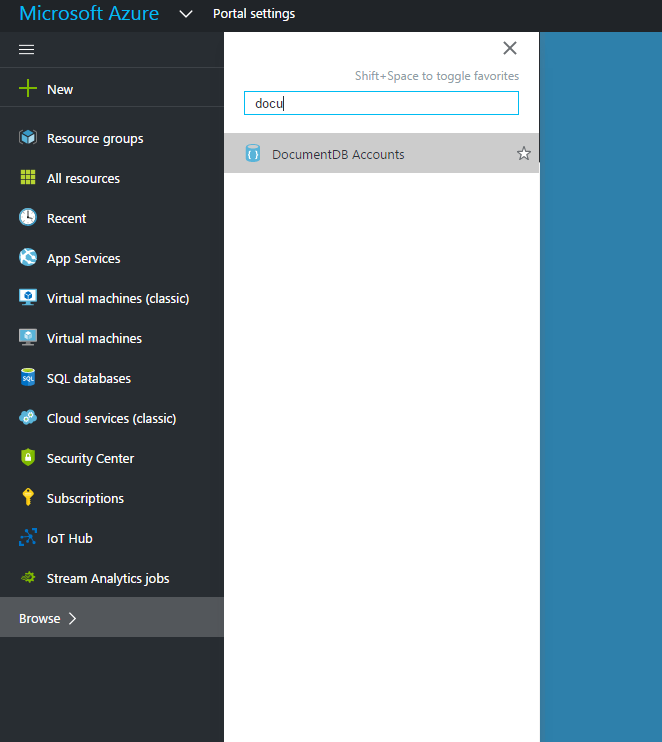 Microsoft Azure Portal settings
Shift+Space to toggle favorites
docu
DocumentDB Accounts
New
Resource groups
All resources
Recent
App Services
Virtual machines (classic)
Virtual machines
SQL
SQL databases
Cloud services (classic)
Security Center
Subscriptions
IoT Hub
Stream Analytics jobs
Browse